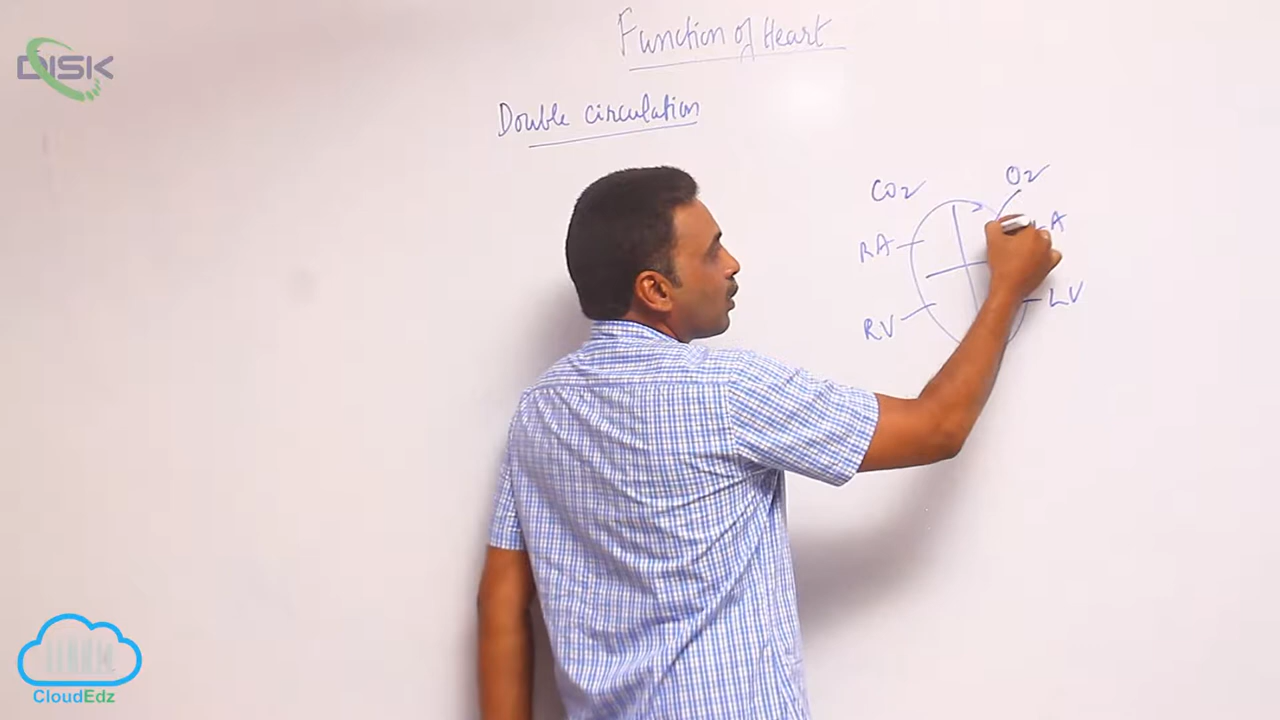 DISK
Function of Heart
Double circulation
CO2
O2
RA
A
RV
LV
CloudEdz